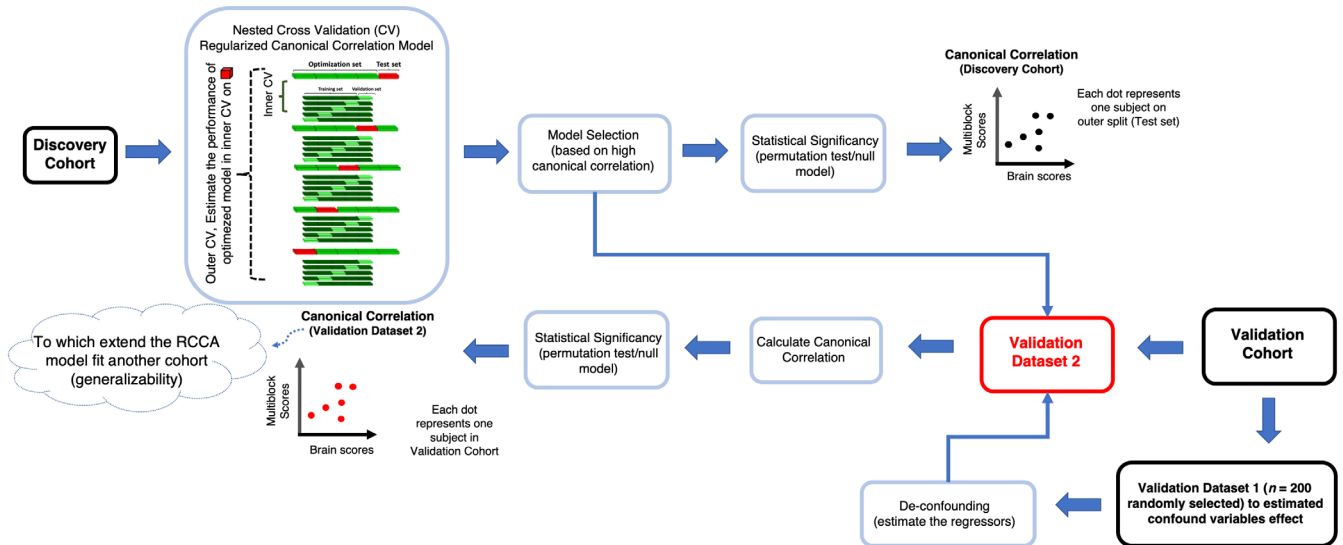 Nested Cross Validation (CV)
Regularized Canonical Correlation Model
Outer CV, Estimate the performance of
optimezed model in inner CV on
Inner CV
Optimization set
Test set
Training set
Validation set
Discovery
Cohort
Model Selection
(based on high
canonical correlation)
Statistical Significancy
(permutation test/null
model)
Canonical Correlation
(Discovery Cohort)
Multiblock
Scores
Brain scores
Each dot represents
one subject on
outer split (Test set)
To which extend the RCCA
model fit another cohort
(generalizability)
Canonical Correlation
(Validation Dataset 2)
Multiblock
Scores
Brain scores
Each dot
represents one
subject in
Validation Cohort
Statistical Significancy
(permutation test/null
model)
Calculate Canonical
Correlation
Validation
Dataset 2
Validation
Cohort
De-confounding
(estimate the regressors)
Validation Dataset 1 (n = 200
randomly selected) to estimated
confound variables effect